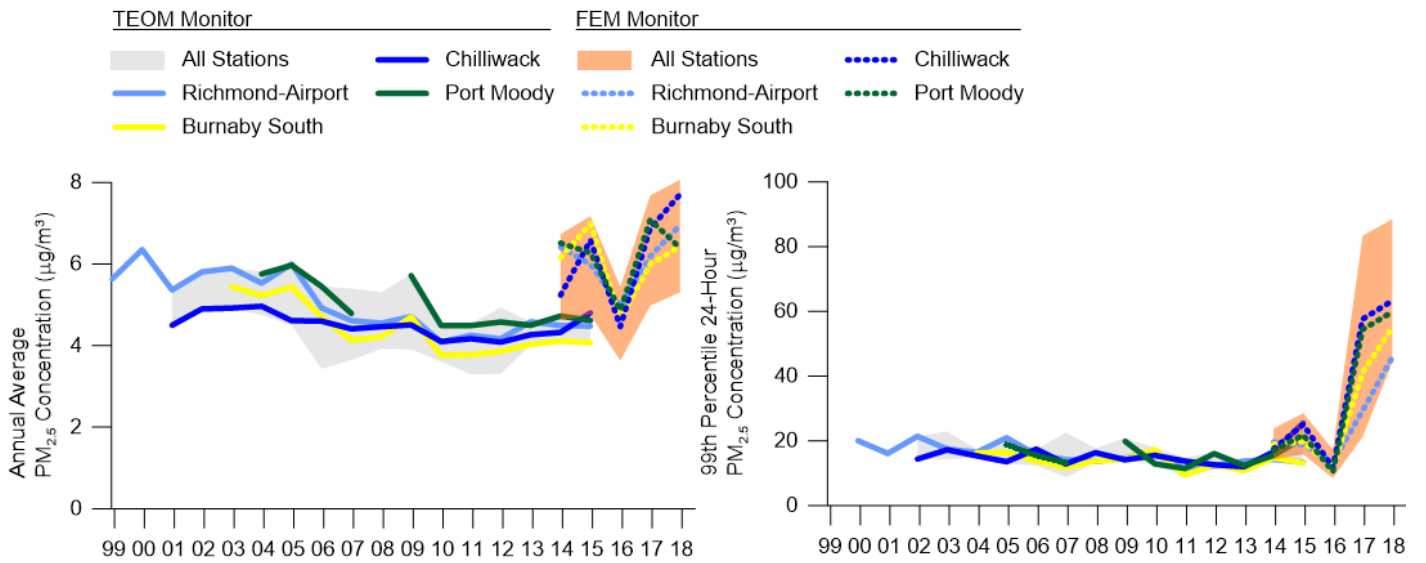 TEOM Monitor FEM Monitor
All Stations Chilliwack All Stations Chilliwack
Richmond-Airport Port Moody Richmond-Airport Port Moody
Burnaby South Burnaby South
Annual Average
PM2.5 Concentration (µg/m³)
8
6
4
2
0
99 00 01 02 03 04 05 06 07 08 09 10 11 12 13 14 15 16 17 18
99th Percentile 24-Hour
PM2.5 Concentration (µg/m³)
100
80
60
40
20
0
99 00 01 02 03 04 05 06 07 08 09 10 11 12 13 14 15 16 17 18